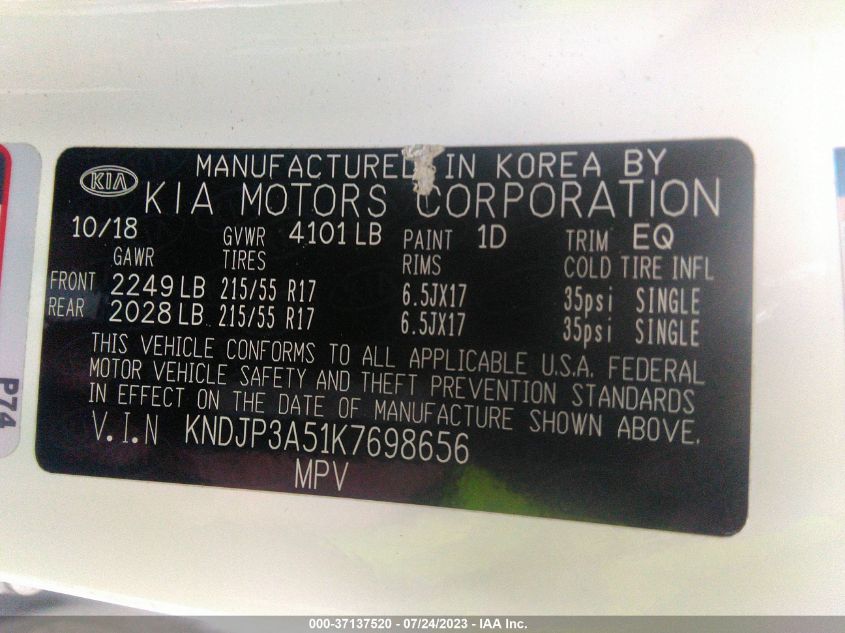 MANUFACTURED IN KOREA BY
KIA KIA MOTORS CORPORATION
10/18 GVWR 4101 LB PAINT 1D TRIM EQ
GAWR TIRES RIMS COLD TIRE INFL
FRONT 2249 LB 215/55 R17 6.5JX17 35psi SINGLE
REAR 2028 LB 215/55 R17 6.5JX17 35psi SINGLE
THIS VEHICLE CONFORMS TO ALL APPLICABLE U.S.A. FEDERAL
MOTOR VEHICLE SAFETY AND THEFT PREVENTION STANDARDS
IN EFFECT ON THE DATE OF MANUFACTURE SHOWN ABOVE.
V.I.N KNDJP3A51K7698656
MPV
P74
000-37137520 - 07/24/2023 - IAA Inc.